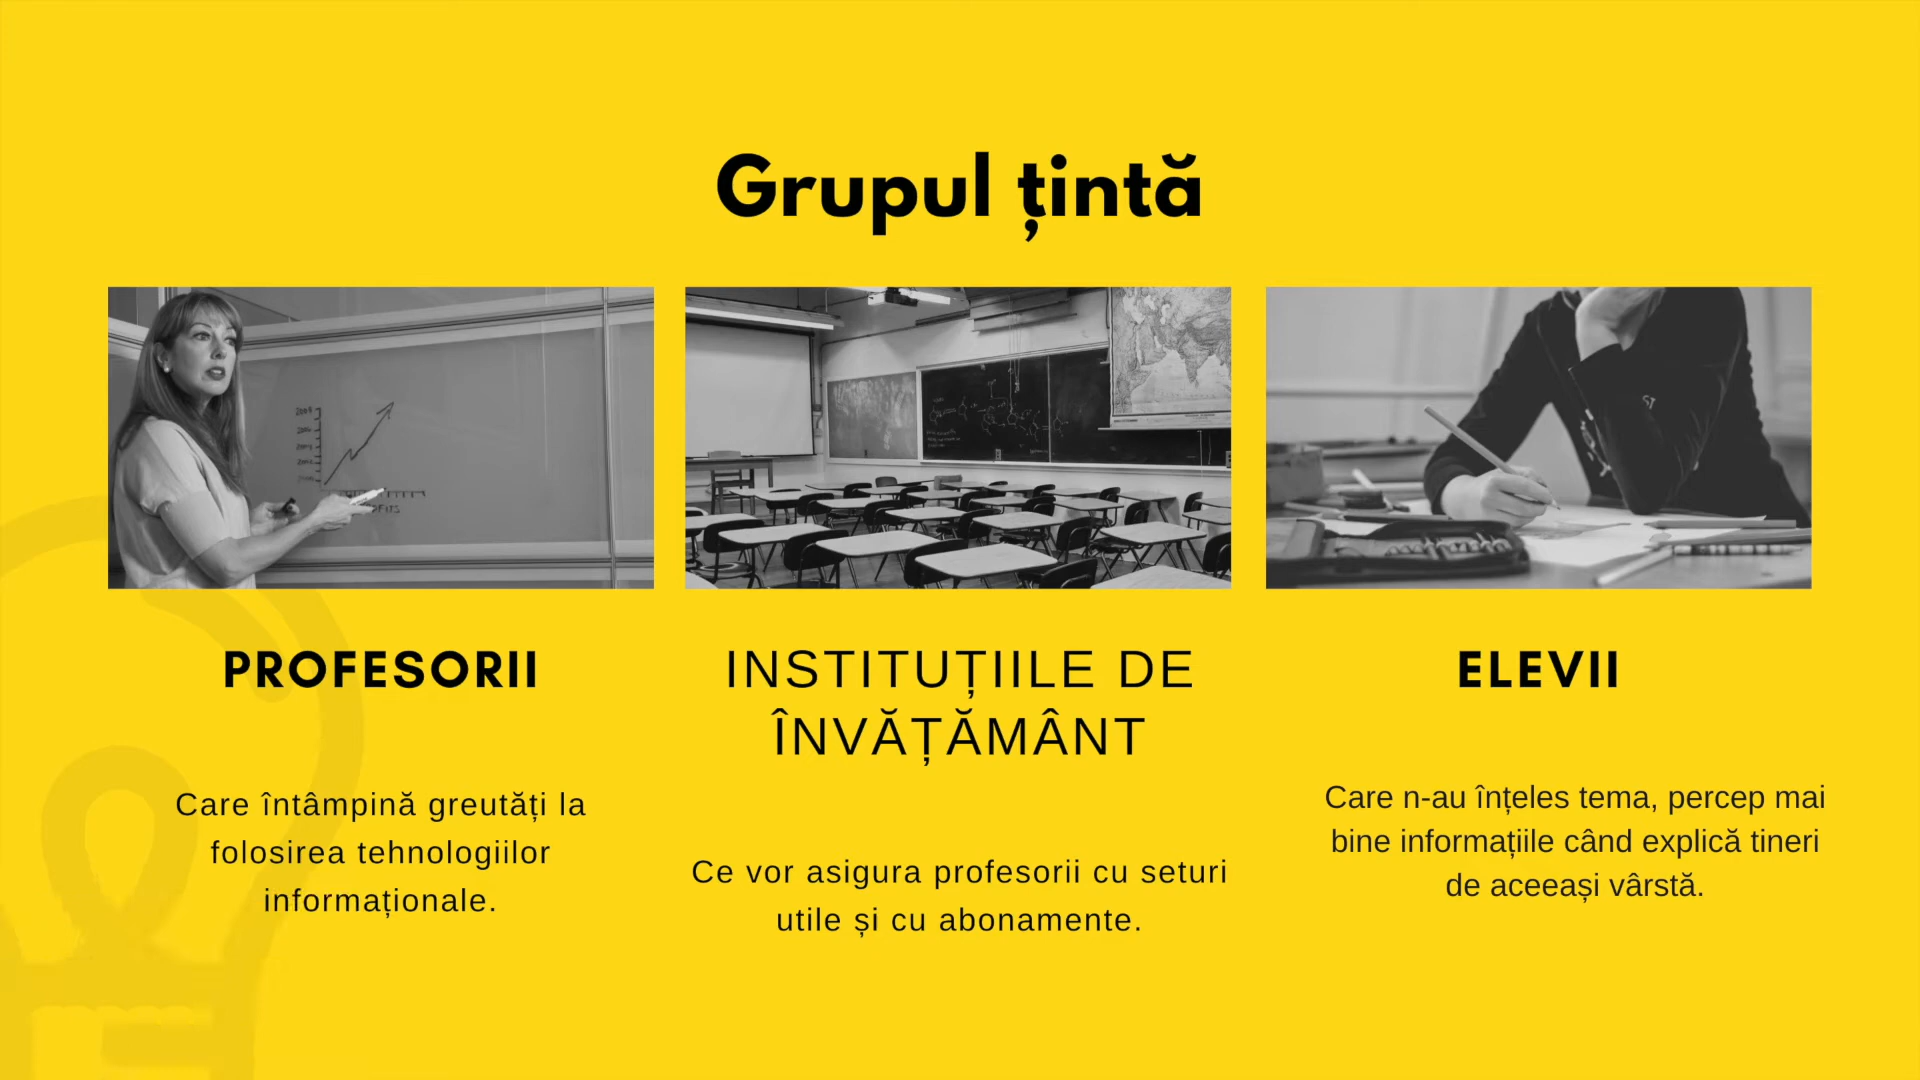 Grupul țintă
PROFESORII
Care întâmpină greutăți la
folosirea tehnologiilor
informaționale.
INSTITUȚIILE DE
ÎNVĂȚĂMÂNT
Ce vor asigura profesorii cu seturi
utile și cu abonamente.
ELEVII
Care n-au înțeles tema, percep mai
bine informațiile când explică tineri
de aceeași vârstă.